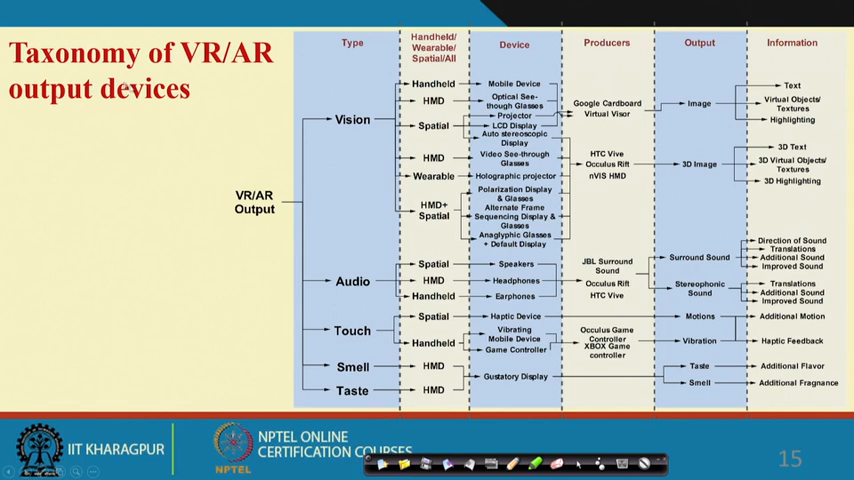 Taxonomy of VR/AR
output devices
Type
Handheld/
Wearable/
Spatial/All
Device
Producers
Output
Information
VR/AR
Output
Vision
Handheld
HMD
Spatial
HMD
Wearable
HMD+
Spatial
Mobile Device
Optical See-
though Glasses
Projector
LCD Display
Auto stereoscopic
Display
Video See-through
Glasses
Holographic projector
Polarization Display
& Glasses
Alternate Frame
Sequencing Display &
Glasses
Anaglyphic Glasses
+ Default Display
Google Cardboard
Virtual Visor
HTC Vive
Occulus Rift
nVIS HMD
Image
3D Image
Text
Virtual Objects/
Textures
Highlighting
3D Text
3D Virtual Objects/
Textures
3D Highlighting
Audio
Spatial
HMD
Handheld
Speakers
Headphones
Earphones
JBL Surround
Sound
Occulus Rift
HTC Vive
Surround Sound
Stereophonic
Sound
Direction of Sound
Translations
Additional Sound
Improved Sound
Translations
Additional Sound
Improved Sound
Touch
Spatial
Handheld
Haptic Device
Vibrating
Mobile Device
Game Controller
Occulus Game
Controller
XBOX Game
controller
Motions
Vibration
Additional Motion
Haptic Feedback
Smell
HMD
Taste
HMD
Gustatory Display
Taste
Smell
Additional Flavor
Additional Fragnance
IIT KHARAGPUR
NPTEL
NPTEL ONLINE
CERTIFICATION COURSES
15